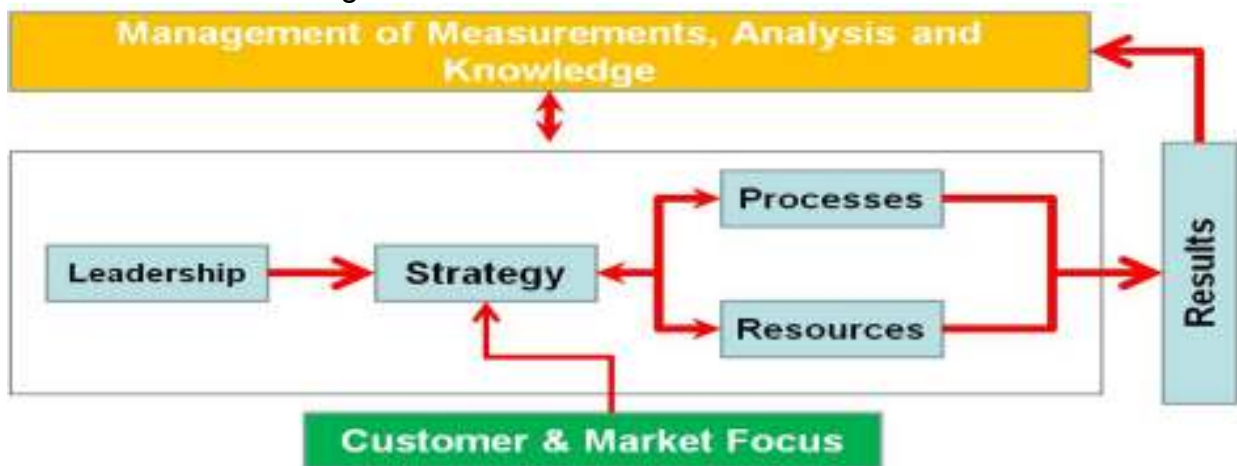 Management of Measurements, Analysis and
Knowledge
Processes
Leadership
Strategy
Resources
Results
Customer & Market Focus